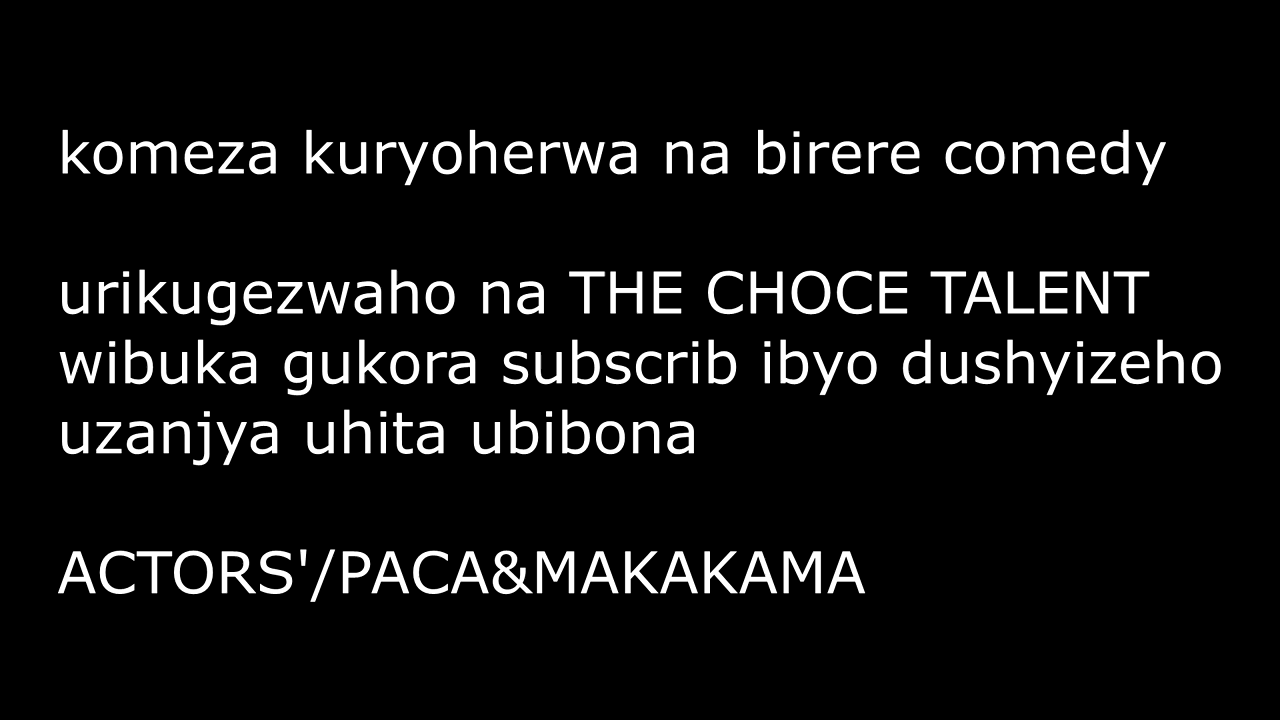 komeza kuryoherwa na birere comedy
urikugezwaho na THE CHOCE TALENT
wibuka gukora subscrib ibyo dushyizeho
uzanjya uhita ubibona
ACTORS'/PACA&MAKAKAMA